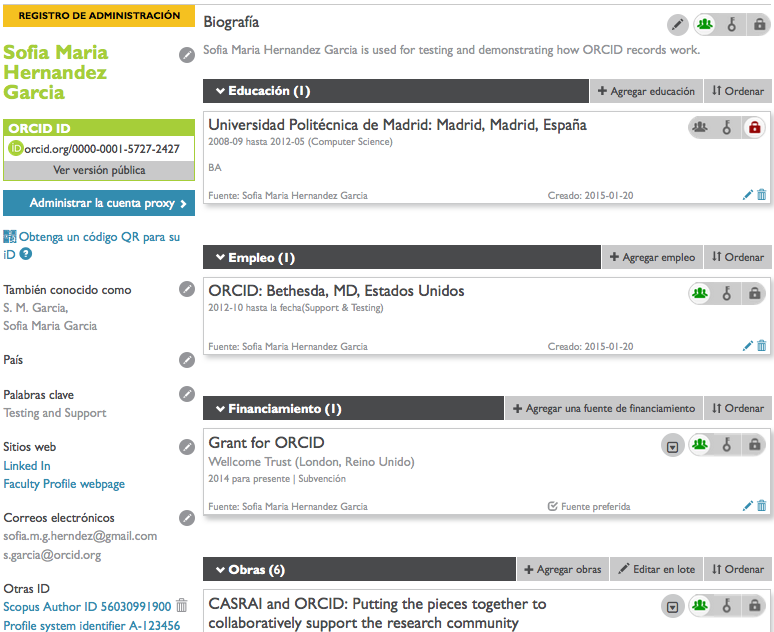 REGISTRO DE ADMINISTRACIÓN
Sofia Maria
Hernandez
Garcia
ORCID ID
iD orcid.org/0000-0001-5727-2427
Ver versión pública
Administrar la cuenta proxy
Obtenga un código QR para su
iD ?
También conocido como
S. M. Garcia,
Sofia Maria Garcia
País
Palabras clave
Testing and Support
Sitios web
Linked In
Faculty Profile webpage
Correos electrónicos
sofia.m.g.herndez@gmail.com
s.garcia@orcid.org
Otras ID
Scopus Author ID 56030991900
Profile system identifier A-123456
Biografía
Sofia Maria Hernandez Garcia is used for testing and demonstrating how ORCID records work.
Educación (1) Agregar educación Ordenar
Universidad Politécnica de Madrid: Madrid, Madrid, España
2008-09 hasta 2012-05 (Computer Science)
BA
Fuente: Sofia Maria Hernandez Garcia Creado: 2015-01-20
Empleo (1) Agregar empleo Ordenar
ORCID: Bethesda, MD, Estados Unidos
2012-10 hasta la fecha(Support & Testing)
Fuente: Sofia Maria Hernandez Garcia Creado: 2015-01-20
Financiamiento (1) Agregar una fuente de financiamiento Ordenar
Grant for ORCID
Wellcome Trust (London, Reino Unido)
2014 para presente | Subvención
Fuente: Sofia Maria Hernandez Garcia Fuente preferida
Obras (6) Agregar obras Editar en lote Ordenar
CASRAI and ORCID: Putting the pieces together to
collaboratively support the research community